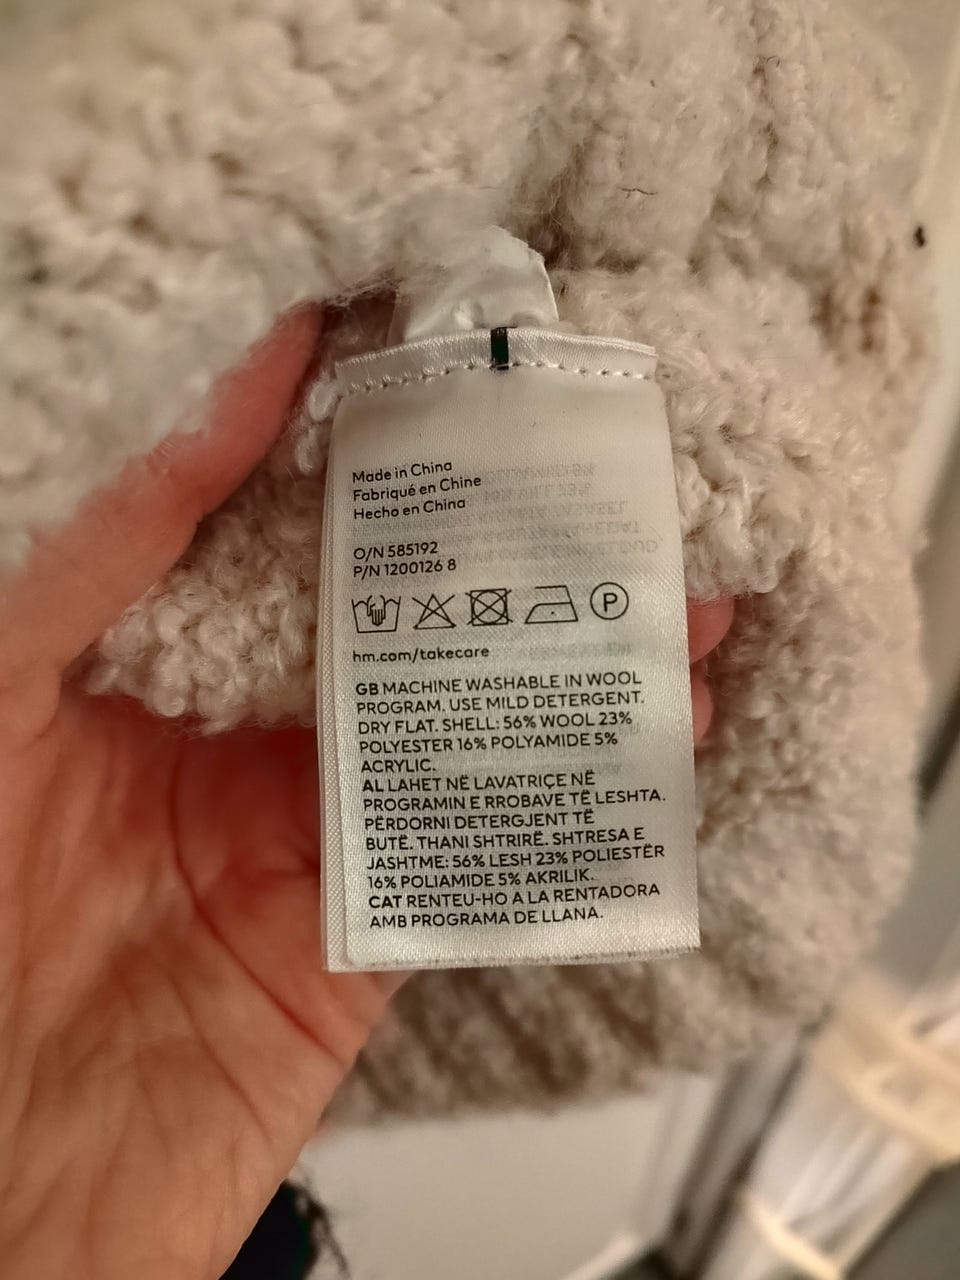 Made in China
Fabriqué en Chine
Hecho en China
O/N 585192
P/N 1200126 8
P
hm.com/takecare
GB MACHINE WASHABLE IN WOOL
PROGRAM. USE MILD DETERGENT.
DRY FLAT. SHELL: 56% WOOL 23%
POLYESTER 16% POLYAMIDE 5%
ACRYLIC.
AL LAHET NË LAVATRIÇE NË
PROGRAMIN E RROBAVE TË LESHTA.
PËRDORNI DETERGJENT TË
BUTË. THANI SHTRIRË. SHTRESA E
JASHTME: 56% LESH 23% POLIESTËR
16% POLIAMIDE 5% AKRILIK.
CAT RENTEU-HO A LA RENTADORA
AMB PROGRAMA DE LLANA.